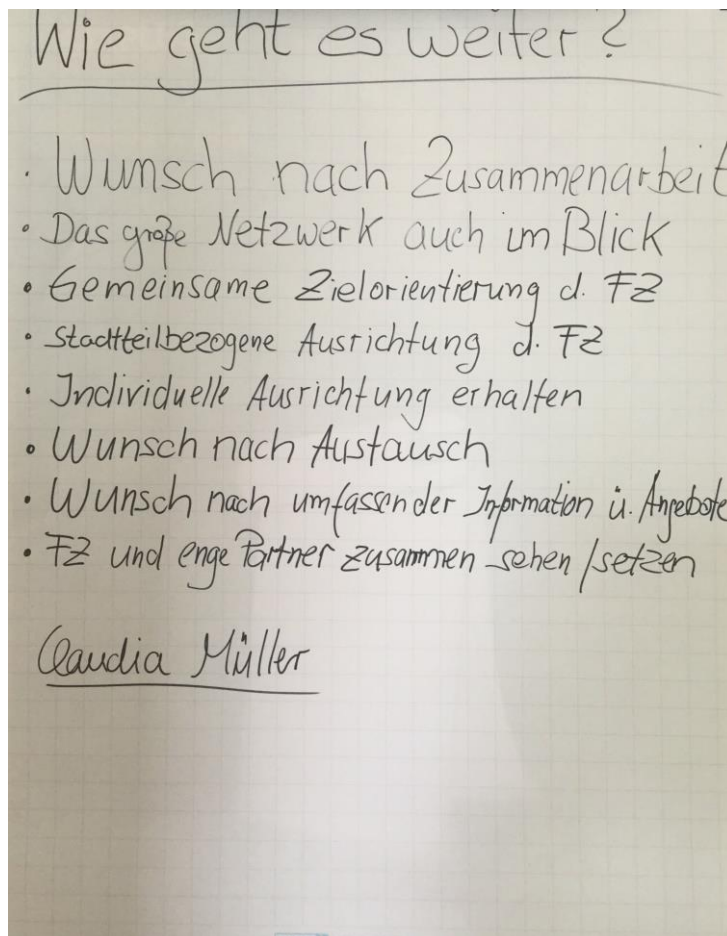 Wie geht es weiter?
· Wunsch nach Zusammenarbeit
· Das große Netzwerk auch im Blick
· Gemeinsame Zielorientierung d. FZ
· Stadtteilbezogene Ausrichtung d. FZ
· Individuelle Ausrichtung erhalten
· Wunsch nach Austausch
· Wunsch nach umfassender Information ü. Angebote
· FZ und enge Partner zusammen sehen/setzen
Claudia Müller